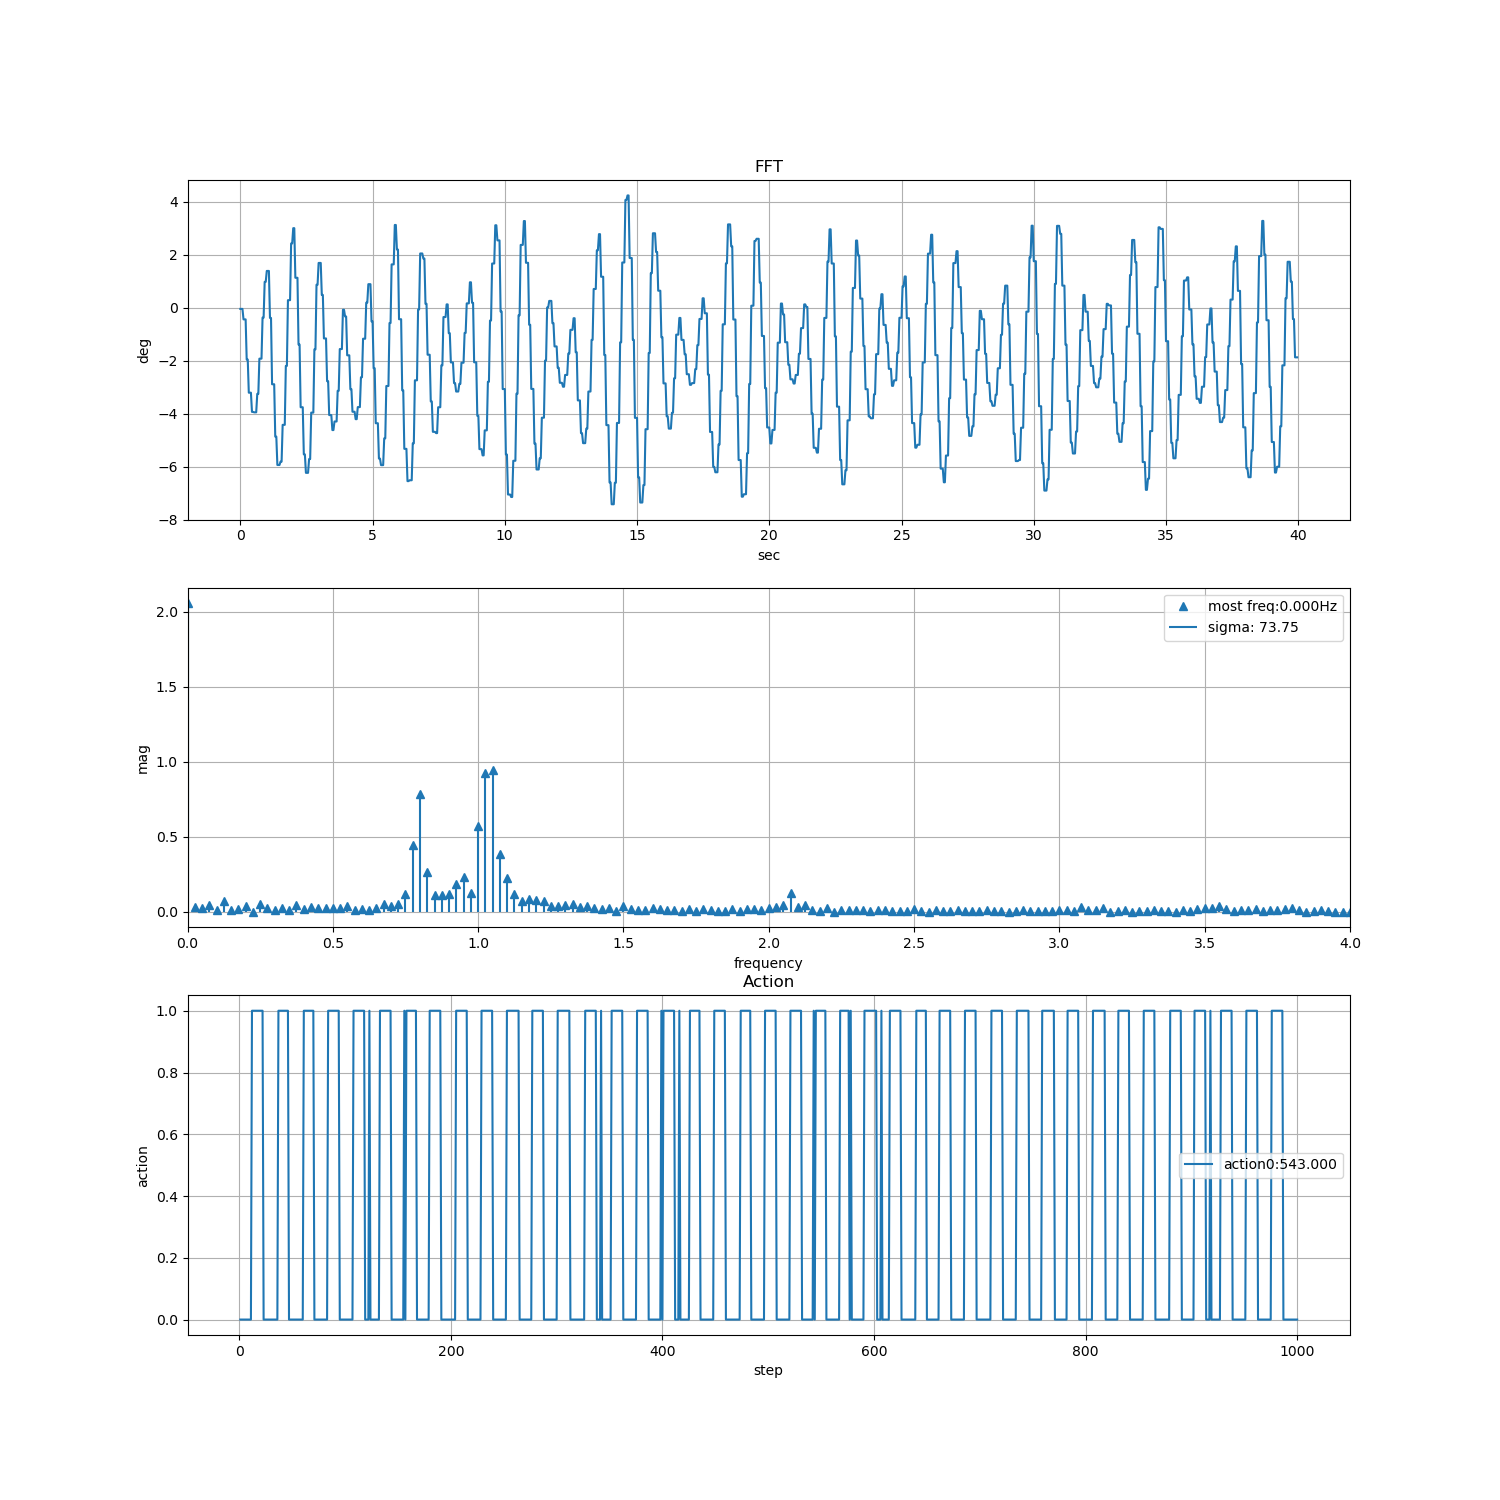 FFT
4
2
0
−2
−4
−6
−8
deg
0 5 10 15 20 25 30 35 40
sec
2.0
1.5
1.0
0.5
0.0
mag
most freq:0.000Hz
sigma: 73.75
0.0 0.5 1.0 1.5 2.0 2.5 3.0 3.5 4.0
frequency
Action
1.0
0.8
0.6
0.4
0.2
0.0
action
action0:543.000
0 200 400 600 800 1000
step